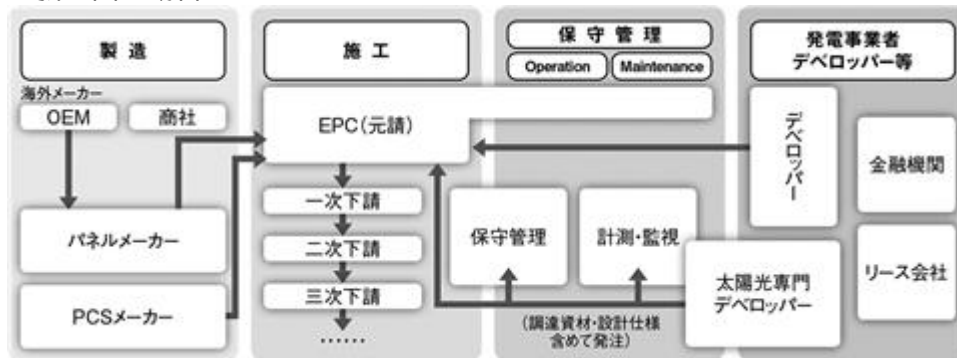 製 造
海外メーカー
OEM
商社
パネルメーカー
PCSメーカー
施 工
EPC(元請)
一次下請
二次下請
三次下請
……
保 守 管 理
Operation
Maintenance
保守管理
計測・監視
(調達資材・設計仕様
含めて発注)
発電事業者
デベロッパー等
デベロッパー
金融機関
太陽光専門
デベロッパー
リース会社